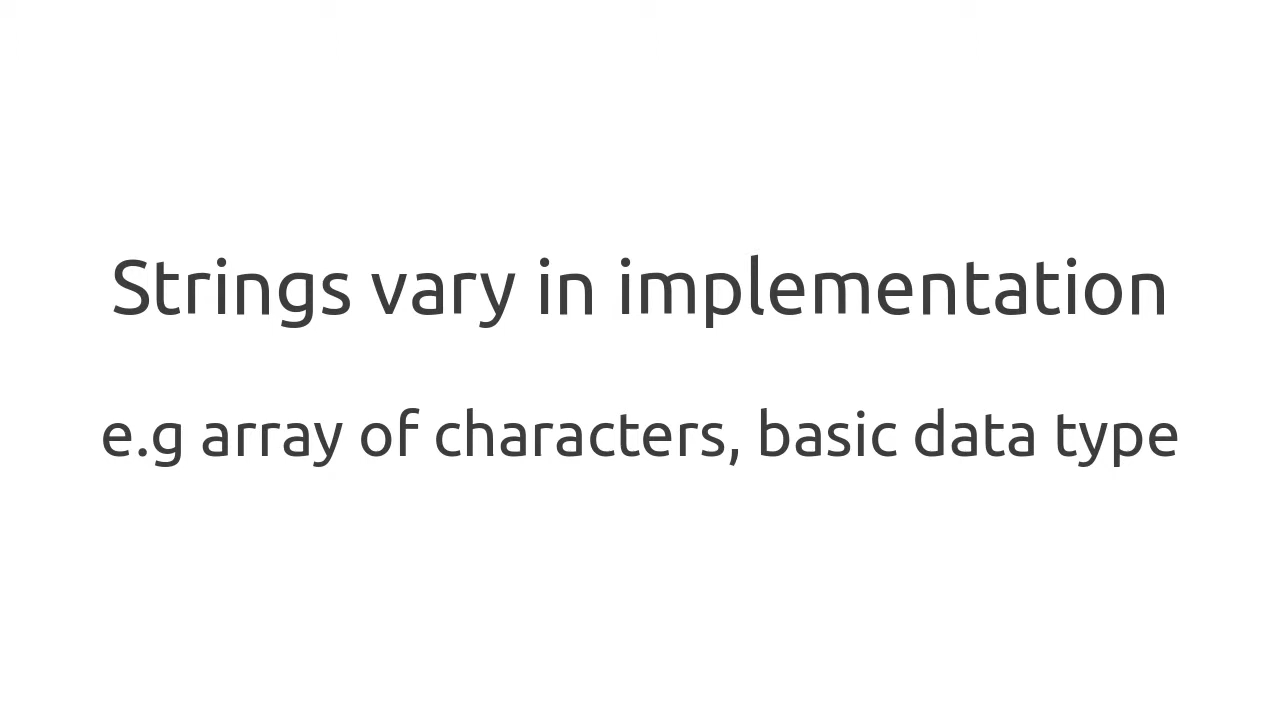 Strings vary in implementation
e.g array of characters, basic data type